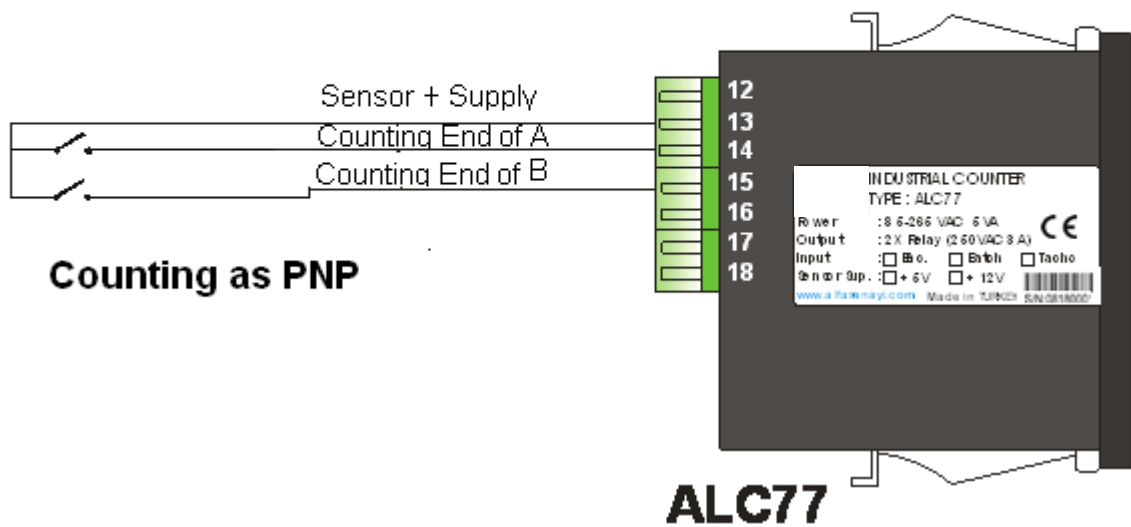 Sensor + Supply
Counting End of A
Counting End of B
Counting as PNP
12
13
14
15
16
17
18
INDUSTRIAL COUNTER
TYPE : ALC77
Power : 85-265 VAC 5VA
Output : 2X Relay (250VAC 3 A)
Input : Enc. Batch Tacho
Sensor Sup. : + 5V + 12V
Made in TURKEY
CE
ALC77